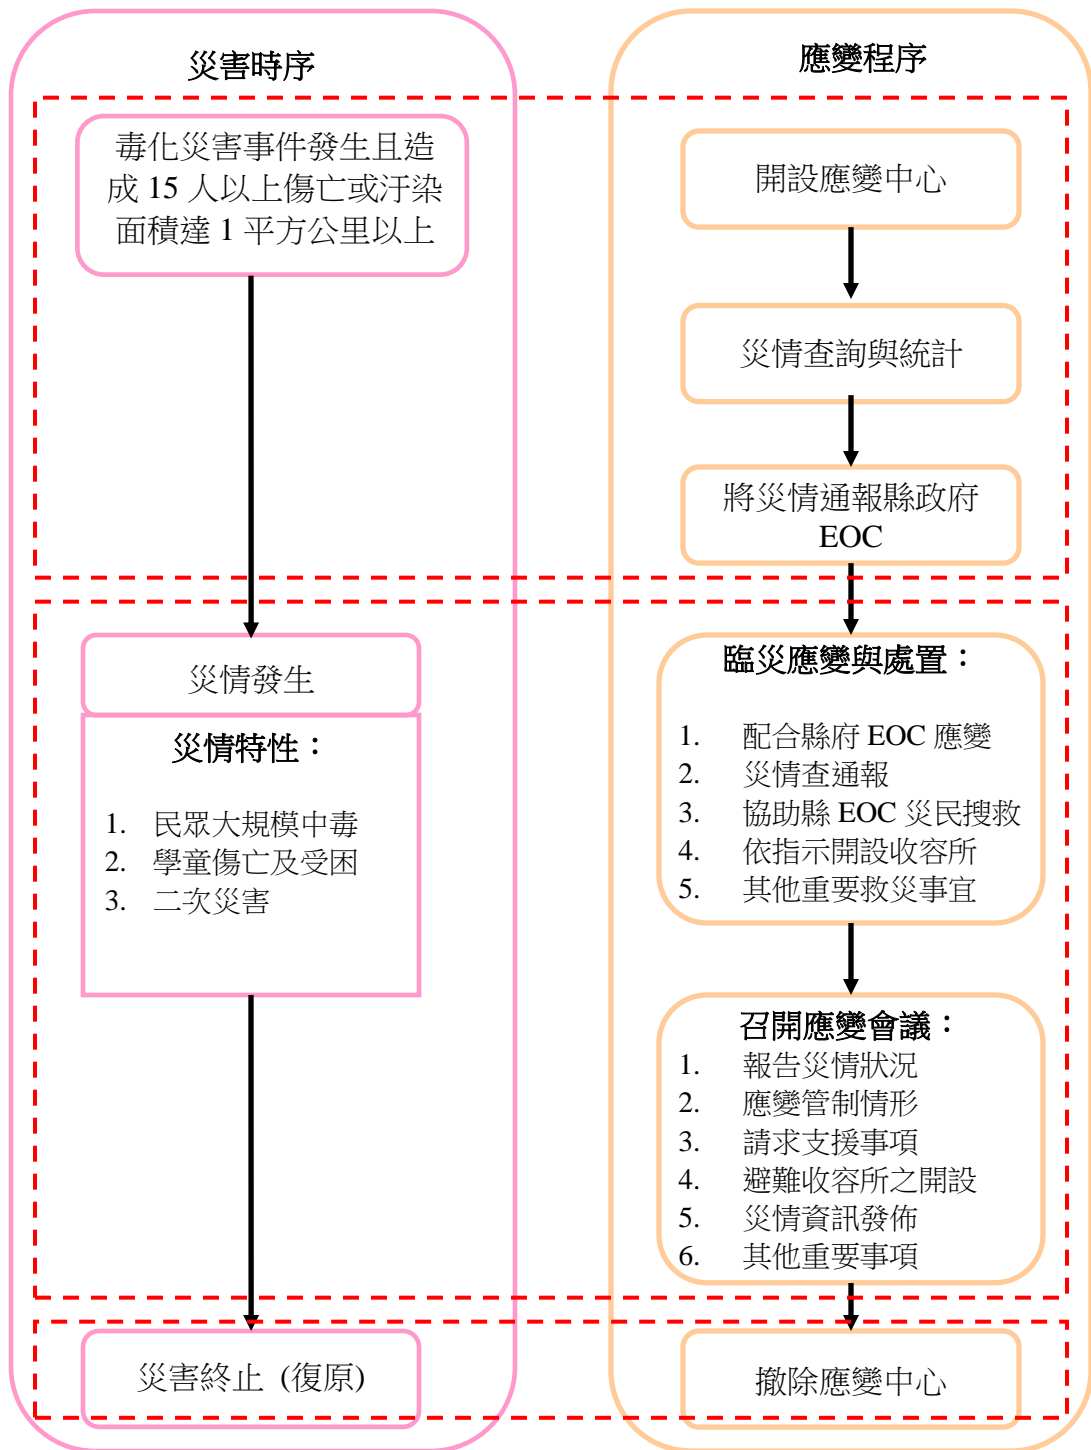 災害時序
毒化災害事件發生且造
成 15 人以上傷亡或汙染
面積達 1 平方公里以上
災情發生
災情特性：
1. 民眾大規模中毒
2. 學童傷亡及受困
3. 二次災害
災害終止 (復原)
應變程序
開設應變中心
災情查詢與統計
將災情通報縣政府
EOC
臨災應變與處置：
1. 配合縣府 EOC 應變
2. 災情查通報
3. 協助縣 EOC 災民搜救
4. 依指示開設收容所
5. 其他重要救災事宜
召開應變會議：
1. 報告災情狀況
2. 應變管制情形
3. 請求支援事項
4. 避難收容所之開設
5. 災情資訊發佈
6. 其他重要事項
撤除應變中心